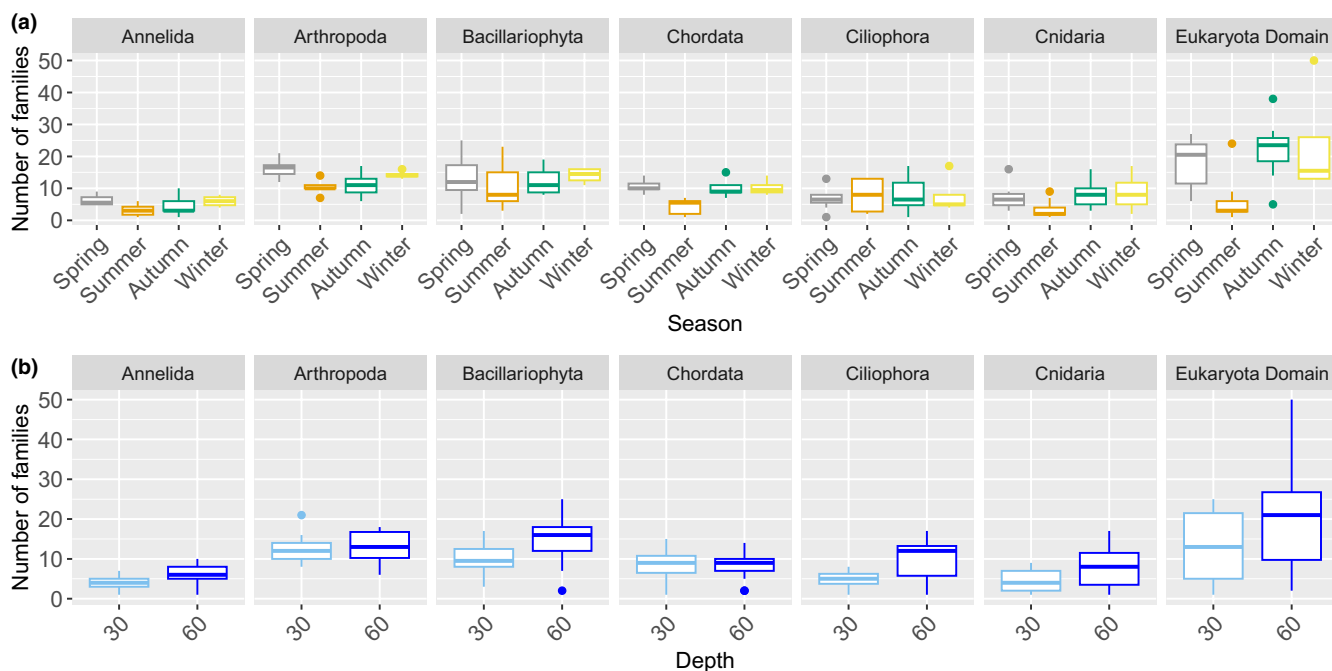 (a)
Annelida Arthropoda Bacillariophyta Chordata Ciliophora Cnidaria Eukaryota Domain
Number of families
50
40
30
20
10
0
Spring Summer Autumn Winter Spring Summer Autumn Winter Spring Summer Autumn Winter Spring Summer Autumn Winter Spring Summer Autumn Winter Spring Summer Autumn Winter Spring Summer Autumn Winter
Season
(b)
Annelida Arthropoda Bacillariophyta Chordata Ciliophora Cnidaria Eukaryota Domain
Number of families
50
40
30
20
10
0
30 60 30 60 30 60 30 60 30 60 30 60 30 60
Depth